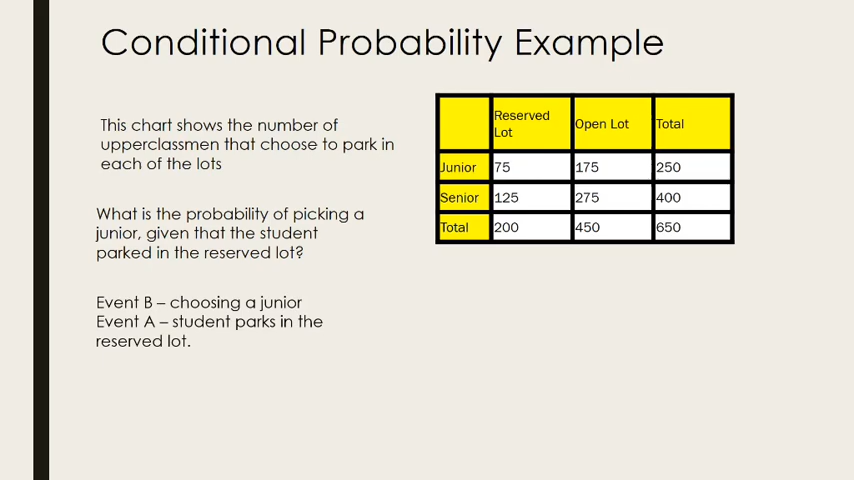 Conditional Probability Example
This chart shows the number of
upperclassmen that choose to park in
each of the lots
What is the probability of picking a
junior, given that the student
parked in the reserved lot?
Event B – choosing a junior
Event A – student parks in the
reserved lot.
Reserved
Lot
Open Lot
Total
Junior 75 175 250
Senior 125 275 400
Total 200 450 650